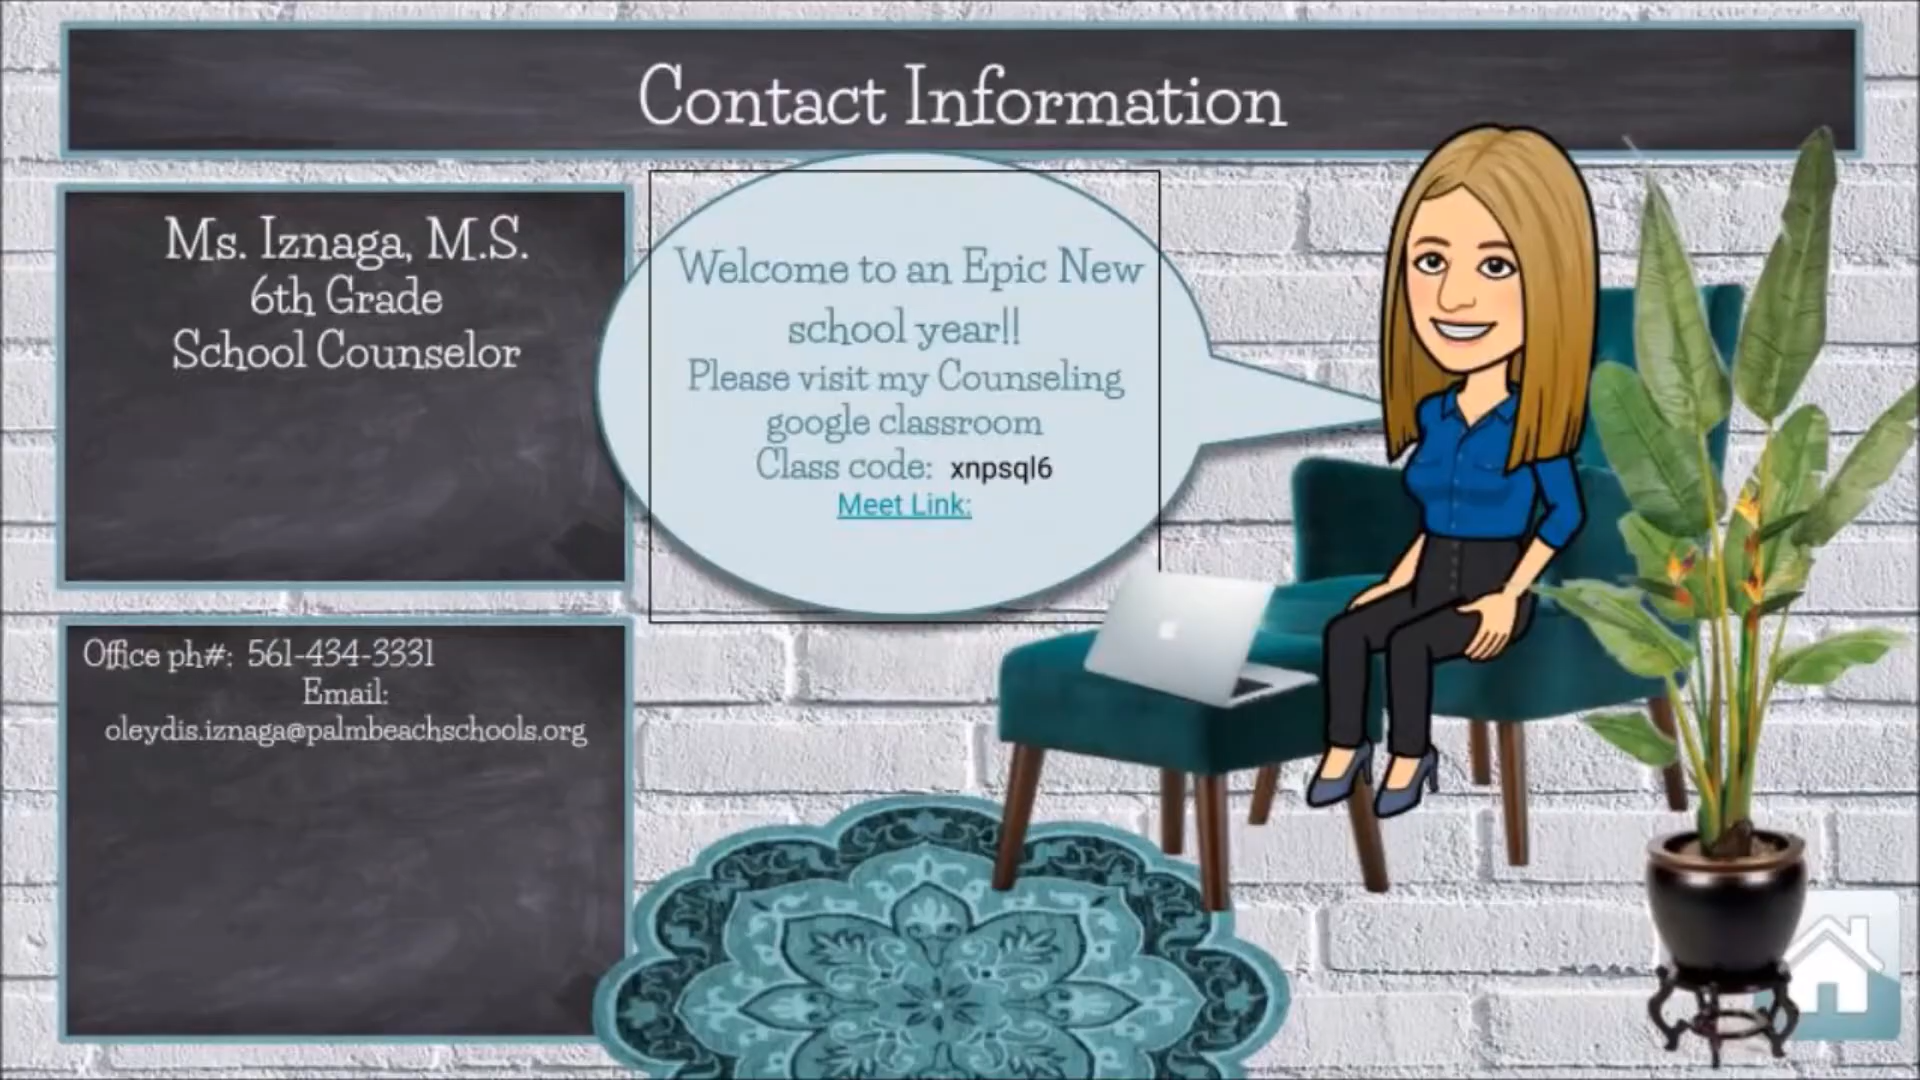 Contact Information
Ms. Iznaga, M.S.
6th Grade
School Counselor
Welcome to an Epic New
school year!!
Please visit my Counseling
google classroom
Class code: xnpsql6
Meet Link:
Office ph#: 561-434-3331
Email:
oleydis.iznaga@palmbeachschools.org